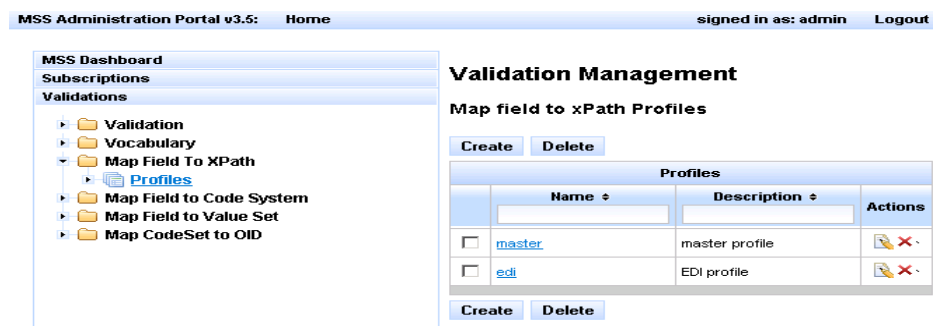 MSS Administration Portal v3.5: Home signed in as: admin Logout
MSS Dashboard
Subscriptions
Validations
Validation
Vocabulary
Map Field To XPath
Profiles
Map Field to Code System
Map Field to Value Set
Map CodeSet to OID
Validation Management
Map field to xPath Profiles
Create Delete
Profiles
Name Description Actions
master master profile
edi EDI profile
Create Delete